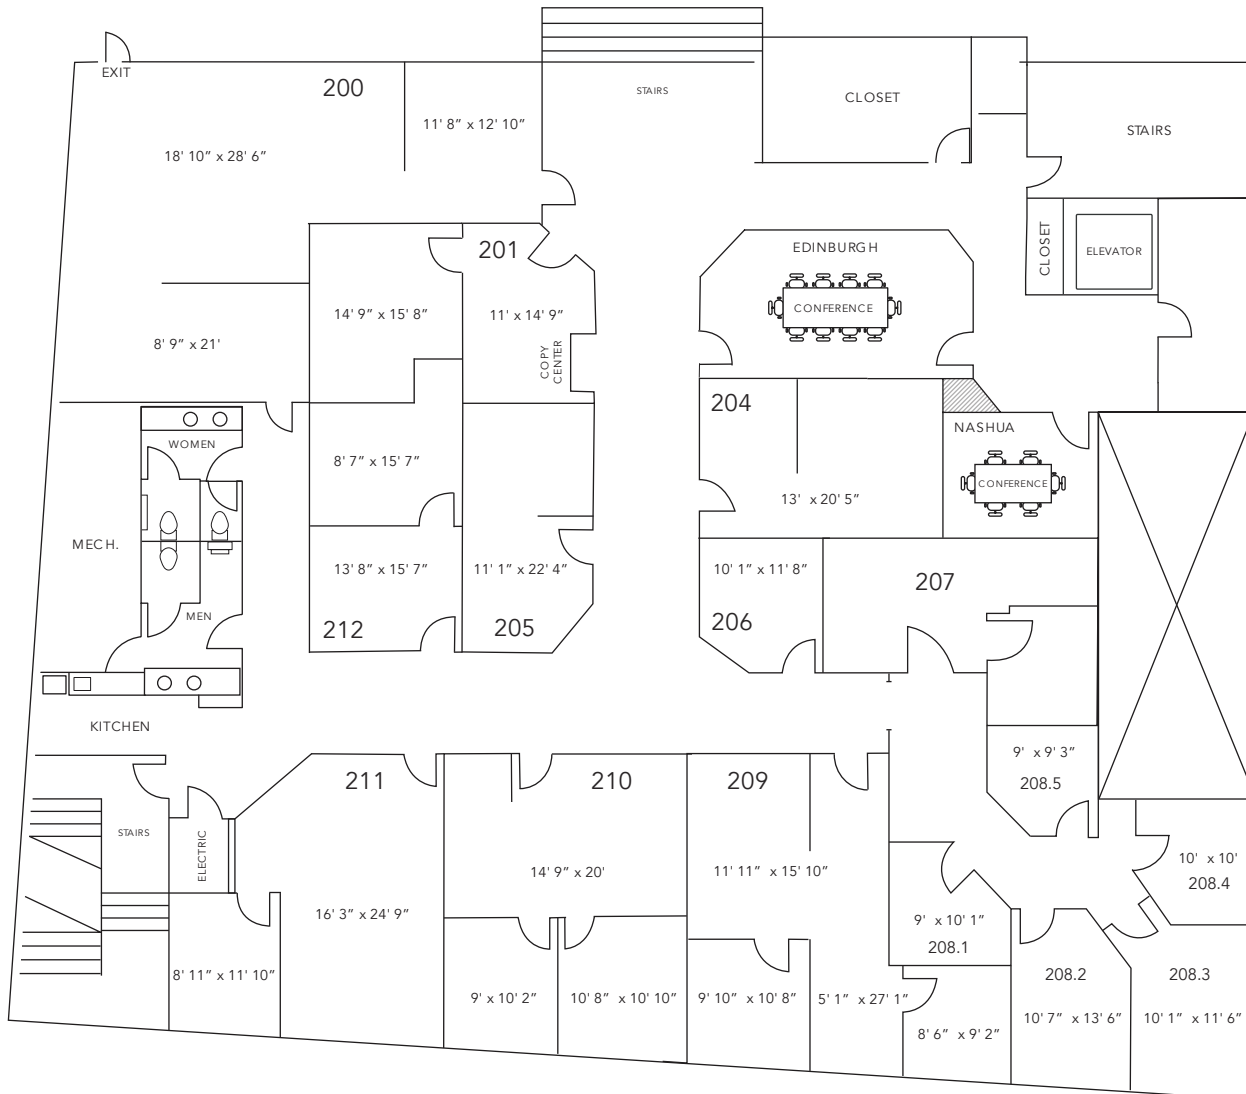 EXIT
200
STAIRS
11' 8" x 12' 10"
CLOSET
STAIRS
18' 10" x 28' 6"
201
EDINBURGH
CLOSET
ELEVATOR
14' 9" x 15' 8"
11' x 14' 9"
CONFERENCE
8' 9" x 21'
COPY
CENTER
204
NASHUA
WOMEN
8' 7" x 15' 7"
13' x 20' 5"
CONFERENCE
MECH.
13' 8" x 15' 7"
11' 1" x 22' 4"
10' 1" x 11' 8"
207
MEN
212
205
206
KITCHEN
9' x 9' 3"
208.5
211
210
209
STAIRS
ELECTRIC
14' 9" x 20'
11' 11" x 15' 10"
10' x 10'
208.4
16' 3" x 24' 9"
9' x 10' 1"
208.1
8' 11" x 11' 10"
9' x 10' 2"
10' 8" x 10' 10"
9' 10" x 10' 8"
5' 1" x 27' 1"
208.2
208.3
10' 7" x 13' 6"
10' 1" x 11' 6"
8' 6" x 9' 2"